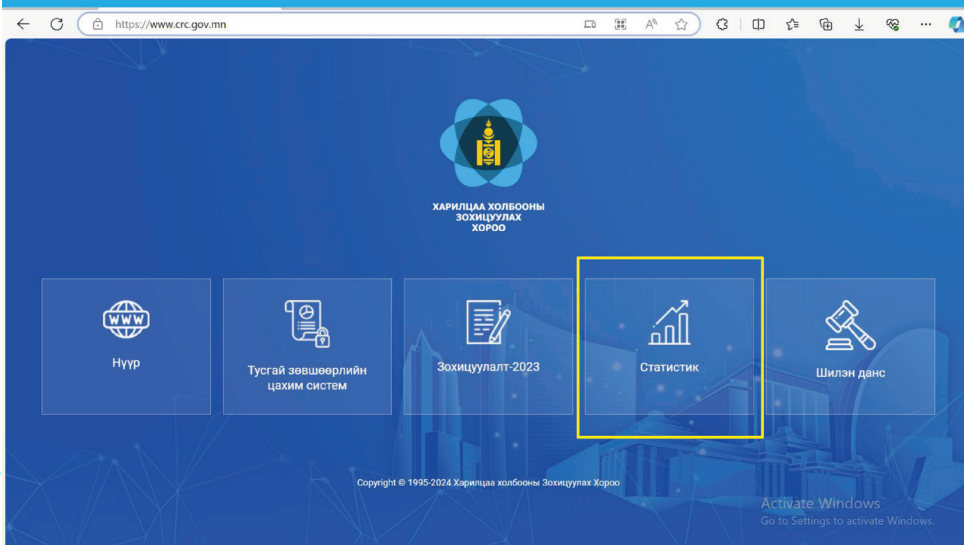 https://www.crc.gov.mn
ХАРИЛЦАА ХОЛБООНЫ
ЗОХИЦУУЛАХ
ХОРОО
WWW
Нүүр
Тусгай зөвшөөрлийн
цахим систем
Зохицуулалт-2023
Статистик
Шилэн данс
Copyright © 1995-2024 Харилцаа холбооны Зохицуулах Хороо
Activate Windows
Go to Settings to activate Windows.